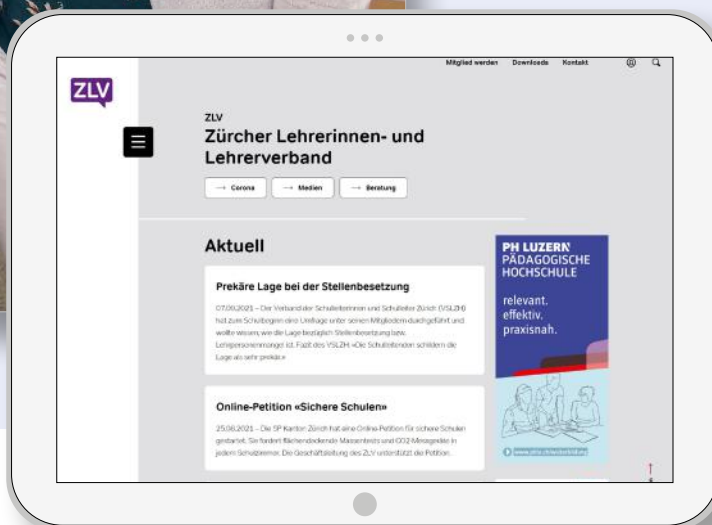 Mitglied werden Downloads Kontakt
ZLV
ZLV
Zürcher Lehrerinnen- und
Lehrerverband
→ Corona → Medien → Beratung
Aktuell
Prekäre Lage bei der Stellenbesetzung
07.09.2021 – Der Verband der Schulleiterinnen und Schulleiter Zürich (VSLZH)
hat zum Schulbeginn eine Umfrage unter seinen Mitgliedern durchgeführt und
wollte wissen, wie die Lage bezüglich Stellenbesetzung bzw.
Lehrpersonenmangel ist. Fazit des VSLZH: «Die Schulleitenden schildern die
Lage als sehr prekär.»
Online-Petition «Sichere Schulen»
25.08.2021 – Die SP Kanton Zürich hat eine Online-Petition für sichere Schulen
gestartet. Sie fordert flächendeckende Massentests und CO2-Messgeräte in
jedem Schulzimmer. Die Geschäftsleitung des ZLV unterstützt die Petition.
PH LUZERN
PÄDAGOGISCHE
HOCHSCHULE
relevant.
effektiv.
praxisnah.